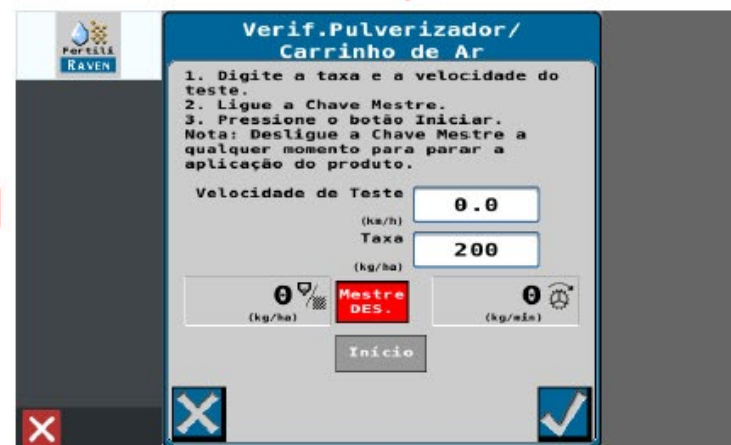 Fertili
RAVEN
Verif.Pulverizador/
Carrinho de Ar
1. Digite a taxa e a velocidade do
teste.
2. Ligue a Chave Mestre.
3. Pressione o botão Iniciar.
Nota: Desligue a Chave Mestre a
qualquer momento para parar a
aplicação do produto.
Velocidade de Teste
(km/h)
0.0
Taxa
(kg/ha)
200
0
(kg/ha)
Mestre
DES.
0
(kg/min)
Início